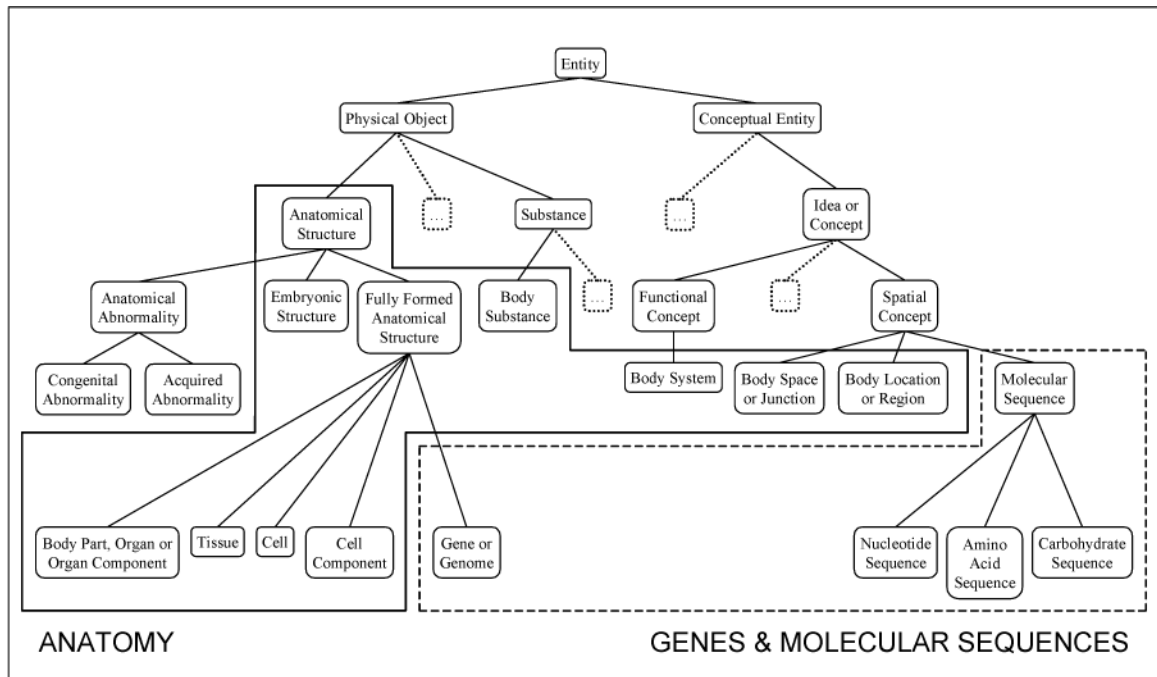 Entity
Physical Object
Conceptual Entity
...
...
Idea or
Concept
Anatomical
Structure
Substance
Anatomical
Abnormality
Embryonic
Structure
Fully Formed
Anatomical
Structure
Body
Substance
...
Functional
Concept
...
Spatial
Concept
Congenital
Abnormality
Acquired
Abnormality
Body System
Body Space
or Junction
Body Location
or Region
Molecular
Sequence
Body Part, Organ or
Organ Component
Tissue
Cell
Cell
Component
Gene or
Genome
Nucleotide
Sequence
Amino
Acid
Sequence
Carbohydrate
Sequence
ANATOMY
GENES & MOLECULAR SEQUENCES